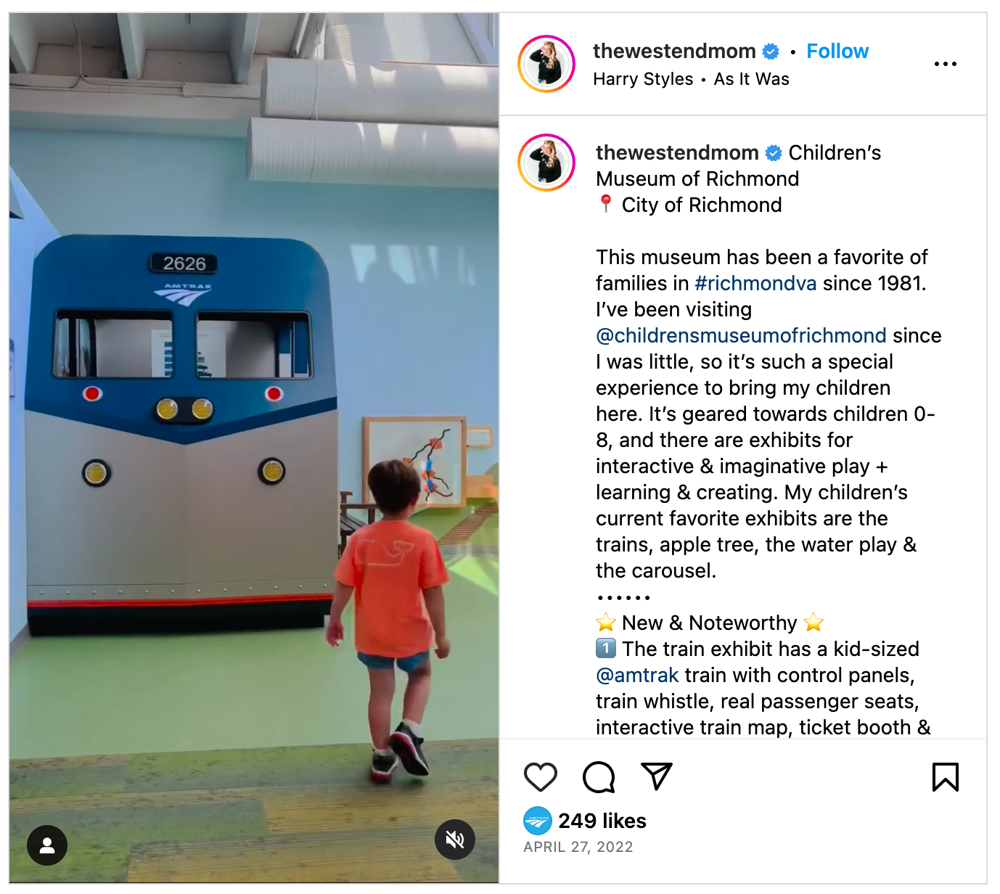 2626
AMTRAK
thewestendmom • Follow
Harry Styles • As It Was
thewestendmom Children's
Museum of Richmond
📍 City of Richmond
This museum has been a favorite of
families in #richmondva since 1981.
I've been visiting
@childrensmuseumofrichmond since
I was little, so it's such a special
experience to bring my children
here. It's geared towards children 0-
8, and there are exhibits for
interactive & imaginative play +
learning & creating. My children's
current favorite exhibits are the
trains, apple tree, the water play &
the carousel.
••••••
⭐ New & Noteworthy ⭐
1️⃣ The train exhibit has a kid-sized
@amtrak train with control panels,
train whistle, real passenger seats,
interactive train map, ticket booth &
AMTRAK
249 likes
APRIL 27, 2022